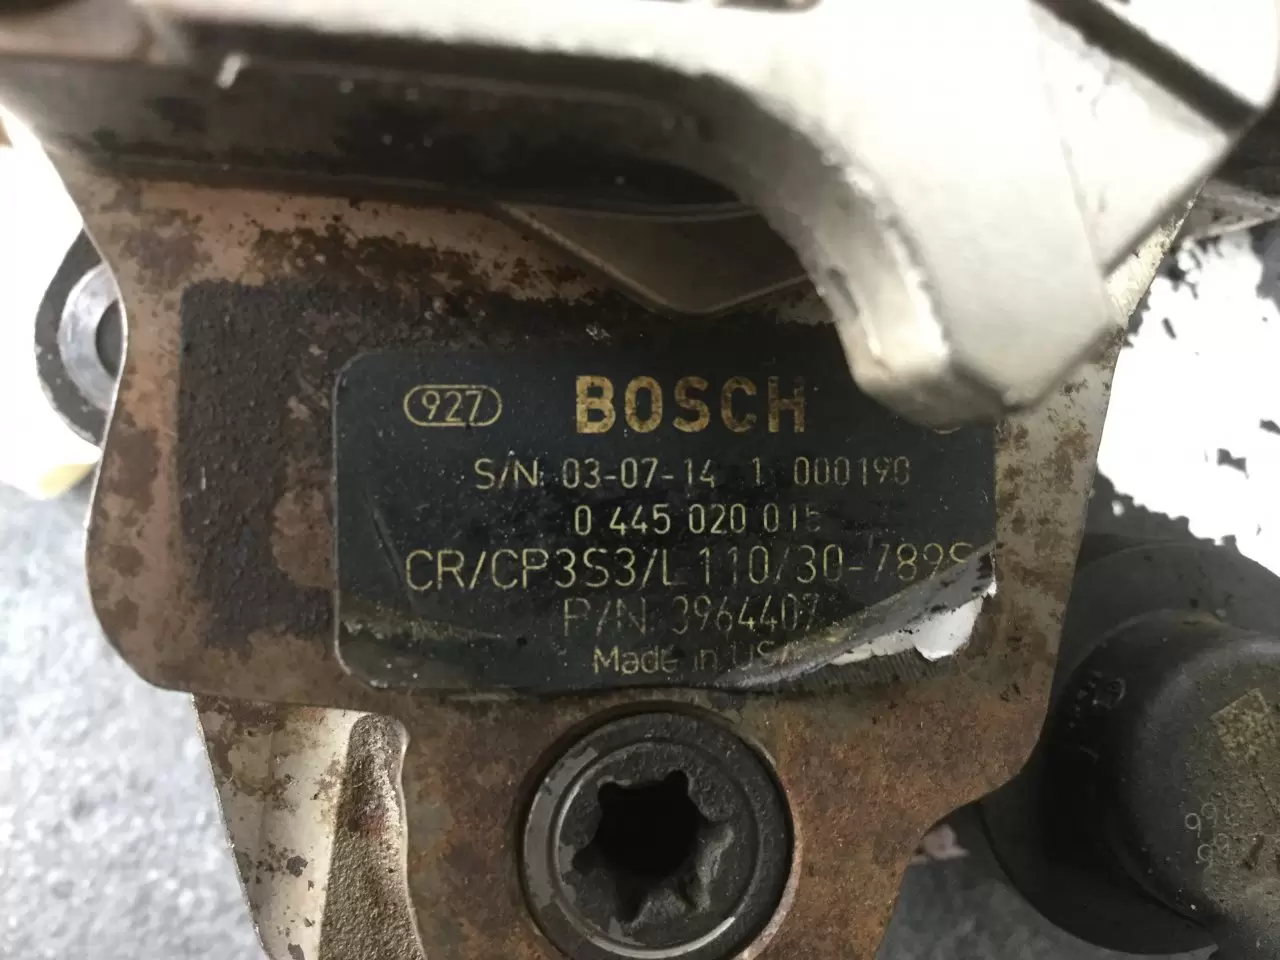 927
BOSCH
S/N 03-07-14 1 000190
0 445 020 015
CR/CP3S3/L110/30-789S
P/N 3964407
Made in USA